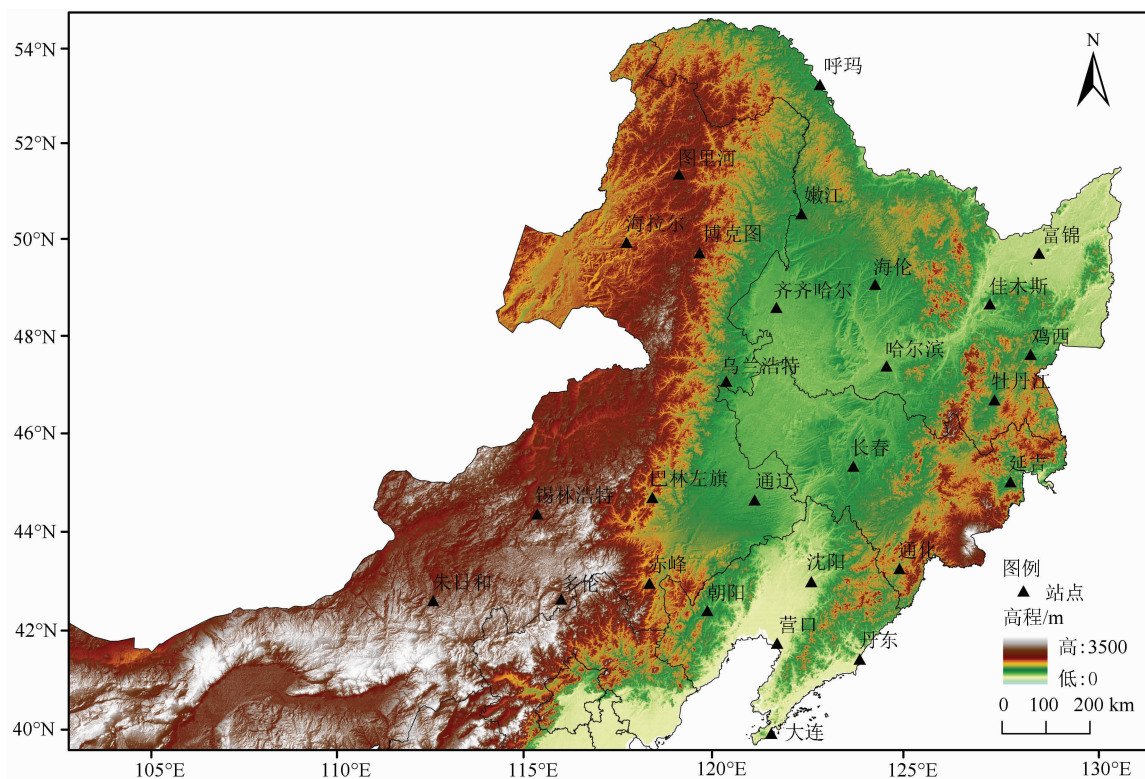 54°N
52°N
50°N
48°N
46°N
44°N
42°N
40°N
N
呼玛
图里河
嫩江
海拉尔
博克图
富锦
海伦
佳木斯
齐齐哈尔
鸡西
哈尔滨
乌兰浩特
牡丹江
长春
延吉
巴林左旗
通辽
锡林浩特
通化
沈阳
赤峰
朱日和
多伦
朝阳
营口
丹东
大连
图例
站点
高程/m
高:3500
低:0
0 100 200 km
105°E
110°E
115°E
120°E
125°E
130°E